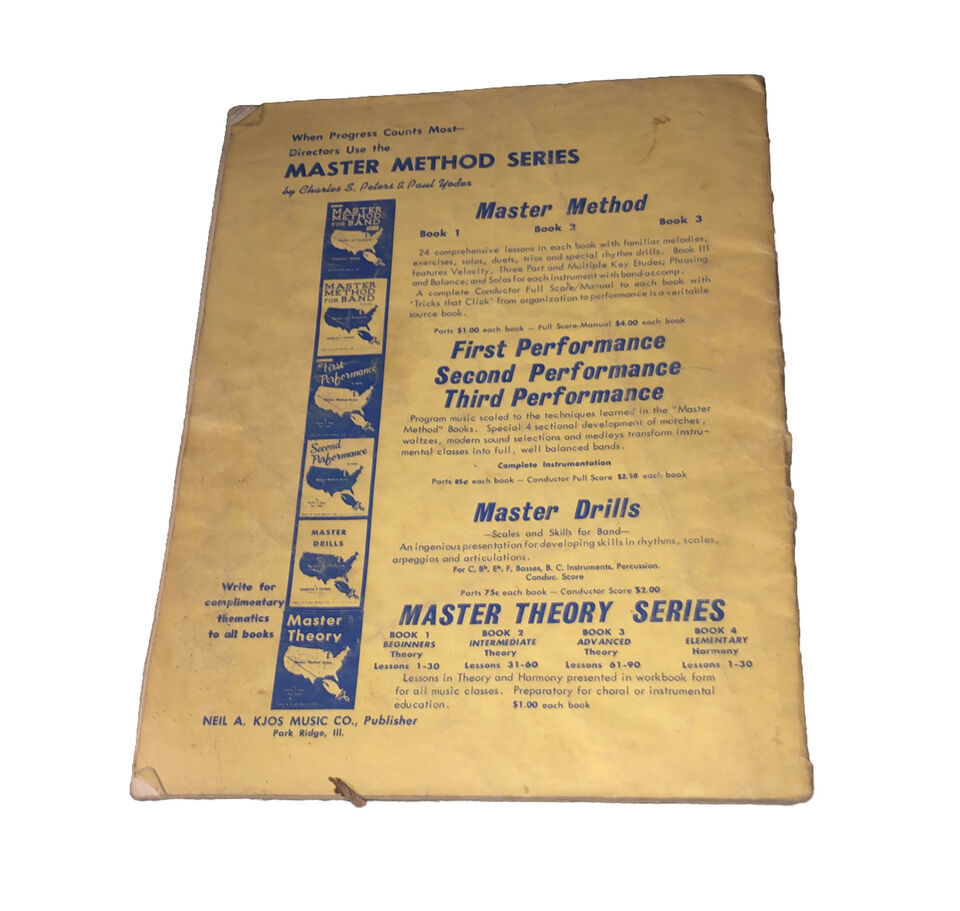 When Progress Counts Most—
Directors Use the
MASTER METHOD SERIES
by Charles S. Peters & Paul Yoder
MASTER
METHOD
FOR BAND
MASTER
METHOD
FOR BAND
First
Performance
Second
Performance
MASTER
DRILLS
Master
Theory
Write for
complimentary
thematics
to all books
Master Method
Book 1 Book 2 Book 3
24 comprehensive lessons in each book with familiar melodies,
exercises, solos, duets, trios and special rhythm drills. Book III
features Velocity, Three Part and Multiple Key Etudes; Phrasing
and Balance; and Solos for each instrument with band accomp.
A complete Conductor Full Score/Manual to each book with
'Tricks that Click' from organization to performance is a veritable
source book.
Parts $1.00 each book — Full Score-Manual $4.00 each book
First Performance
Second Performance
Third Performance
Program music scaled to the techniques learned in the "Master
Method" Books. Special 4 sectional development of marches,
waltzes, modern sound selections and medleys transform instru-
mental classes into full, well balanced bands.
Complete Instrumentation
Parts 85¢ each book — Conductor Full Score $2.50 each book
Master Drills
—Scales and Skills for Band—
An ingenious presentation for developing skills in rhythms, scales,
arpeggios and articulations.
For C, Bb, Eb, F, Basses, B. C. Instruments, Percussion,
Conduc. Score
Parts 75¢ each book — Conductor Score $2.00
MASTER THEORY SERIES
BOOK 1 BOOK 2 BOOK 3 BOOK 4
BEGINNERS INTERMEDIATE ADVANCED ELEMENTARY
Theory Theory Theory Harmony
Lessons 1-30 Lessons 31-60 Lessons 61-90 Lessons 1-30
Lessons in Theory and Harmony presented in workbook form
for all music classes. Preparatory for choral or instrumental
education. $1.00 each book
NEIL A. KJOS MUSIC CO., Publisher
Park Ridge, Ill.